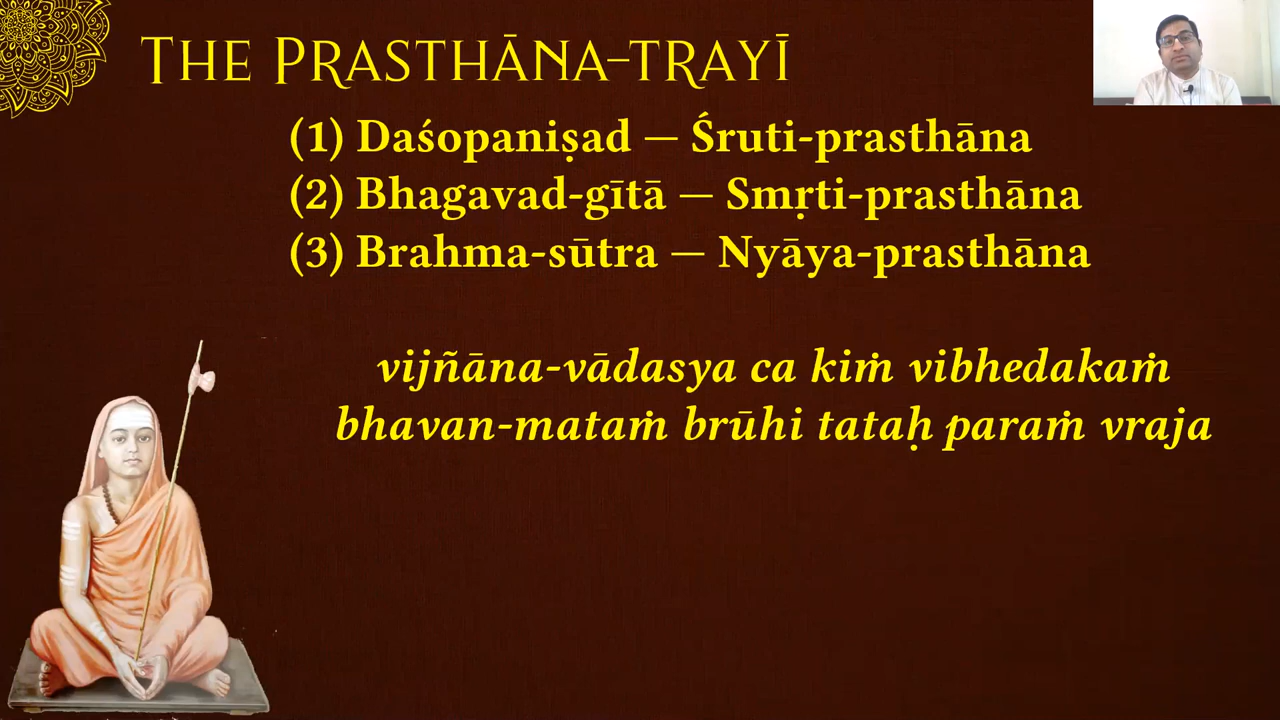 THE PRASTHĀNA-TRAYĪ
(1) Daśopaniṣad — Śruti-prasthāna
(2) Bhagavad-gītā — Smṛti-prasthāna
(3) Brahma-sūtra — Nyāya-prasthāna
vijñāna-vādasya ca kiṁ vibhedakaṁ
bhavan-mataṁ brūhi tataḥ paraṁ vraja